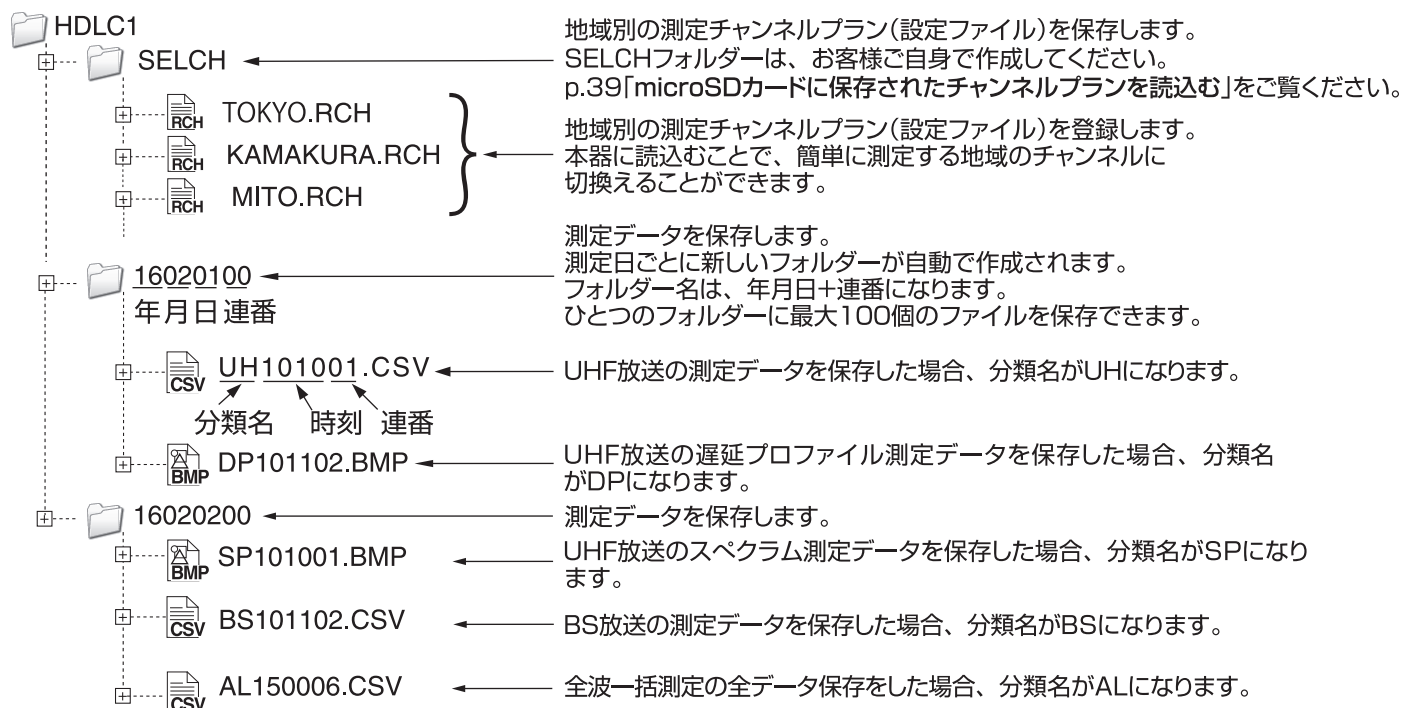 HDLC1
SELCH
地域別の測定チャンネルプラン(設定ファイル)を保存します。
SELCHフォルダーは、お客様ご自身で作成してください。
p.39「microSDカードに保存されたチャンネルプランを読込む」をご覧ください。
RCH TOKYO.RCH
RCH KAMAKURA.RCH
RCH MITO.RCH
地域別の測定チャンネルプラン(設定ファイル)を登録します。
本器に読込むことで、簡単に測定する地域のチャンネルに
切換えることができます。
16020100
年月日連番
測定データを保存します。
測定日ごとに新しいフォルダーが自動で作成されます。
フォルダー名は、年月日+連番になります。
ひとつのフォルダーに最大100個のファイルを保存できます。
CSV UH101001.CSV
分類名 時刻 連番
UHF放送の測定データを保存した場合、分類名がUHになります。
BMP DP101102.BMP
UHF放送の遅延プロファイル測定データを保存した場合、分類名
がDPになります。
16020200
測定データを保存します。
BMP SP101001.BMP
UHF放送のスペクラム測定データを保存した場合、分類名がSPになり
ます。
CSV BS101102.CSV
BS放送の測定データを保存した場合、分類名がBSになります。
CSV AL150006.CSV
全波一括測定の全データ保存をした場合、分類名がALになります。